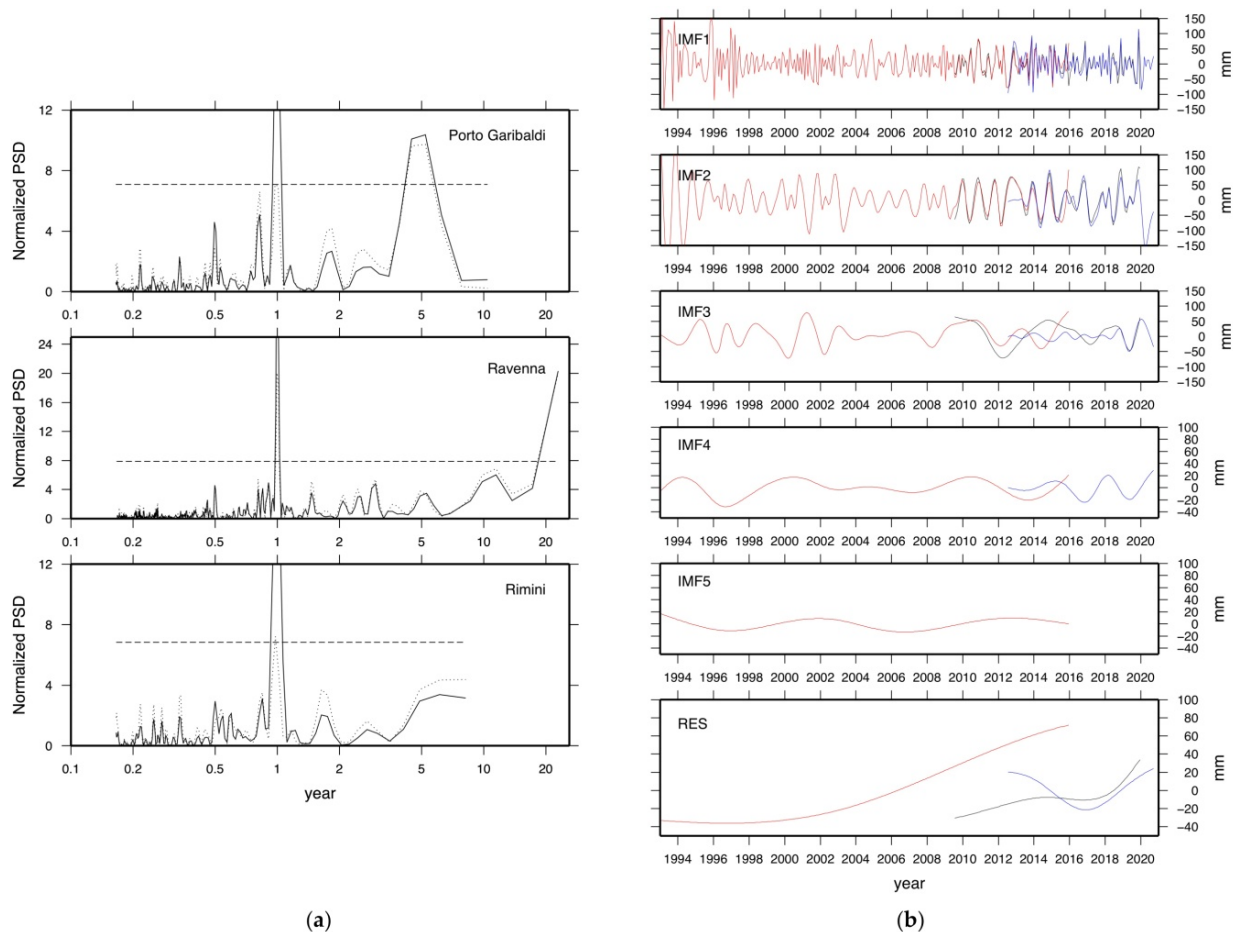 12
8
4
0
Normalized PSD
Porto Garibaldi
0.1 0.2 0.5 1 2 5 10 20
24
20
16
12
8
4
0
Normalized PSD
Ravenna
0.1 0.2 0.5 1 2 5 10 20
12
8
4
0
Normalized PSD
Rimini
0.1 0.2 0.5 1 2 5 10 20
year
(a)
IMF1
150
100
50
0
−50
−100
−150
mm
1994 1996 1998 2000 2002 2004 2006 2008 2010 2012 2014 2016 2018 2020
IMF2
150
100
50
0
−50
−100
−150
mm
1994 1996 1998 2000 2002 2004 2006 2008 2010 2012 2014 2016 2018 2020
IMF3
150
100
50
0
−50
−100
−150
mm
1994 1996 1998 2000 2002 2004 2006 2008 2010 2012 2014 2016 2018 2020
IMF4
100
80
60
40
20
0
−20
−40
mm
1994 1996 1998 2000 2002 2004 2006 2008 2010 2012 2014 2016 2018 2020
IMF5
100
80
60
40
20
0
−20
−40
mm
1994 1996 1998 2000 2002 2004 2006 2008 2010 2012 2014 2016 2018 2020
RES
100
80
60
40
20
0
−20
−40
mm
1994 1996 1998 2000 2002 2004 2006 2008 2010 2012 2014 2016 2018 2020
year
(b)